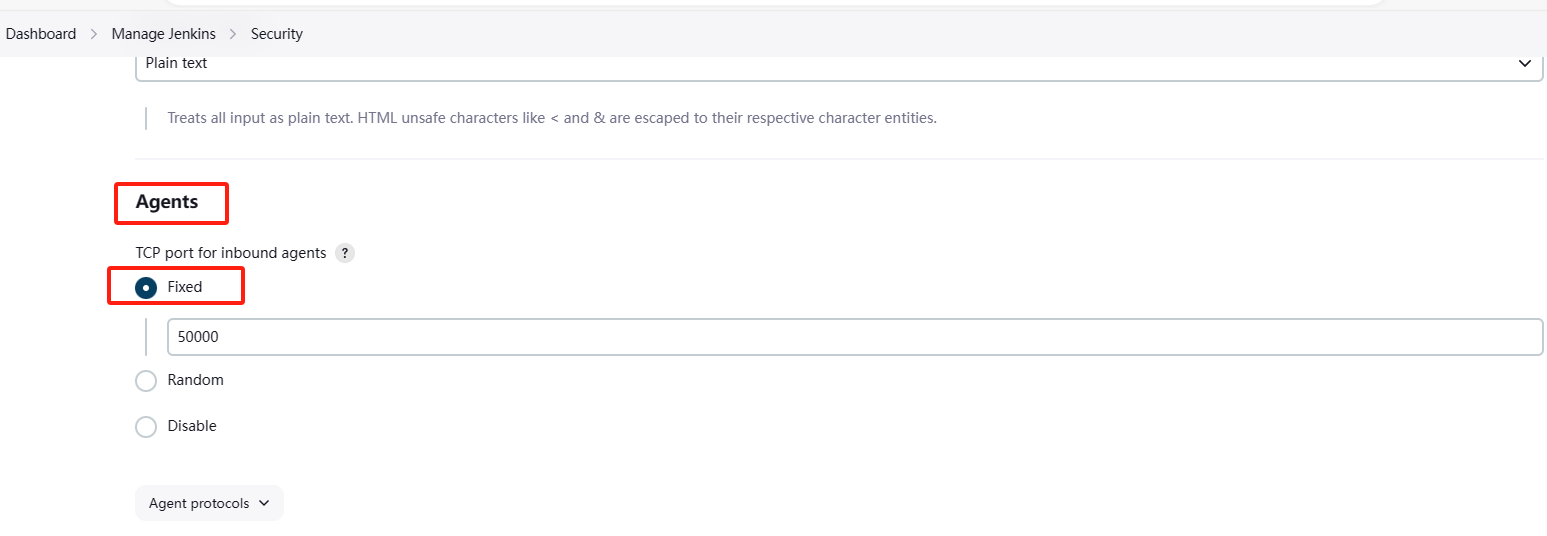 Dashboard > Manage Jenkins > Security
Plain text
Treats all input as plain text. HTML unsafe characters like < and & are escaped to their respective character entities.
Agents
TCP port for inbound agents ?
Fixed
50000
Random
Disable
Agent protocols